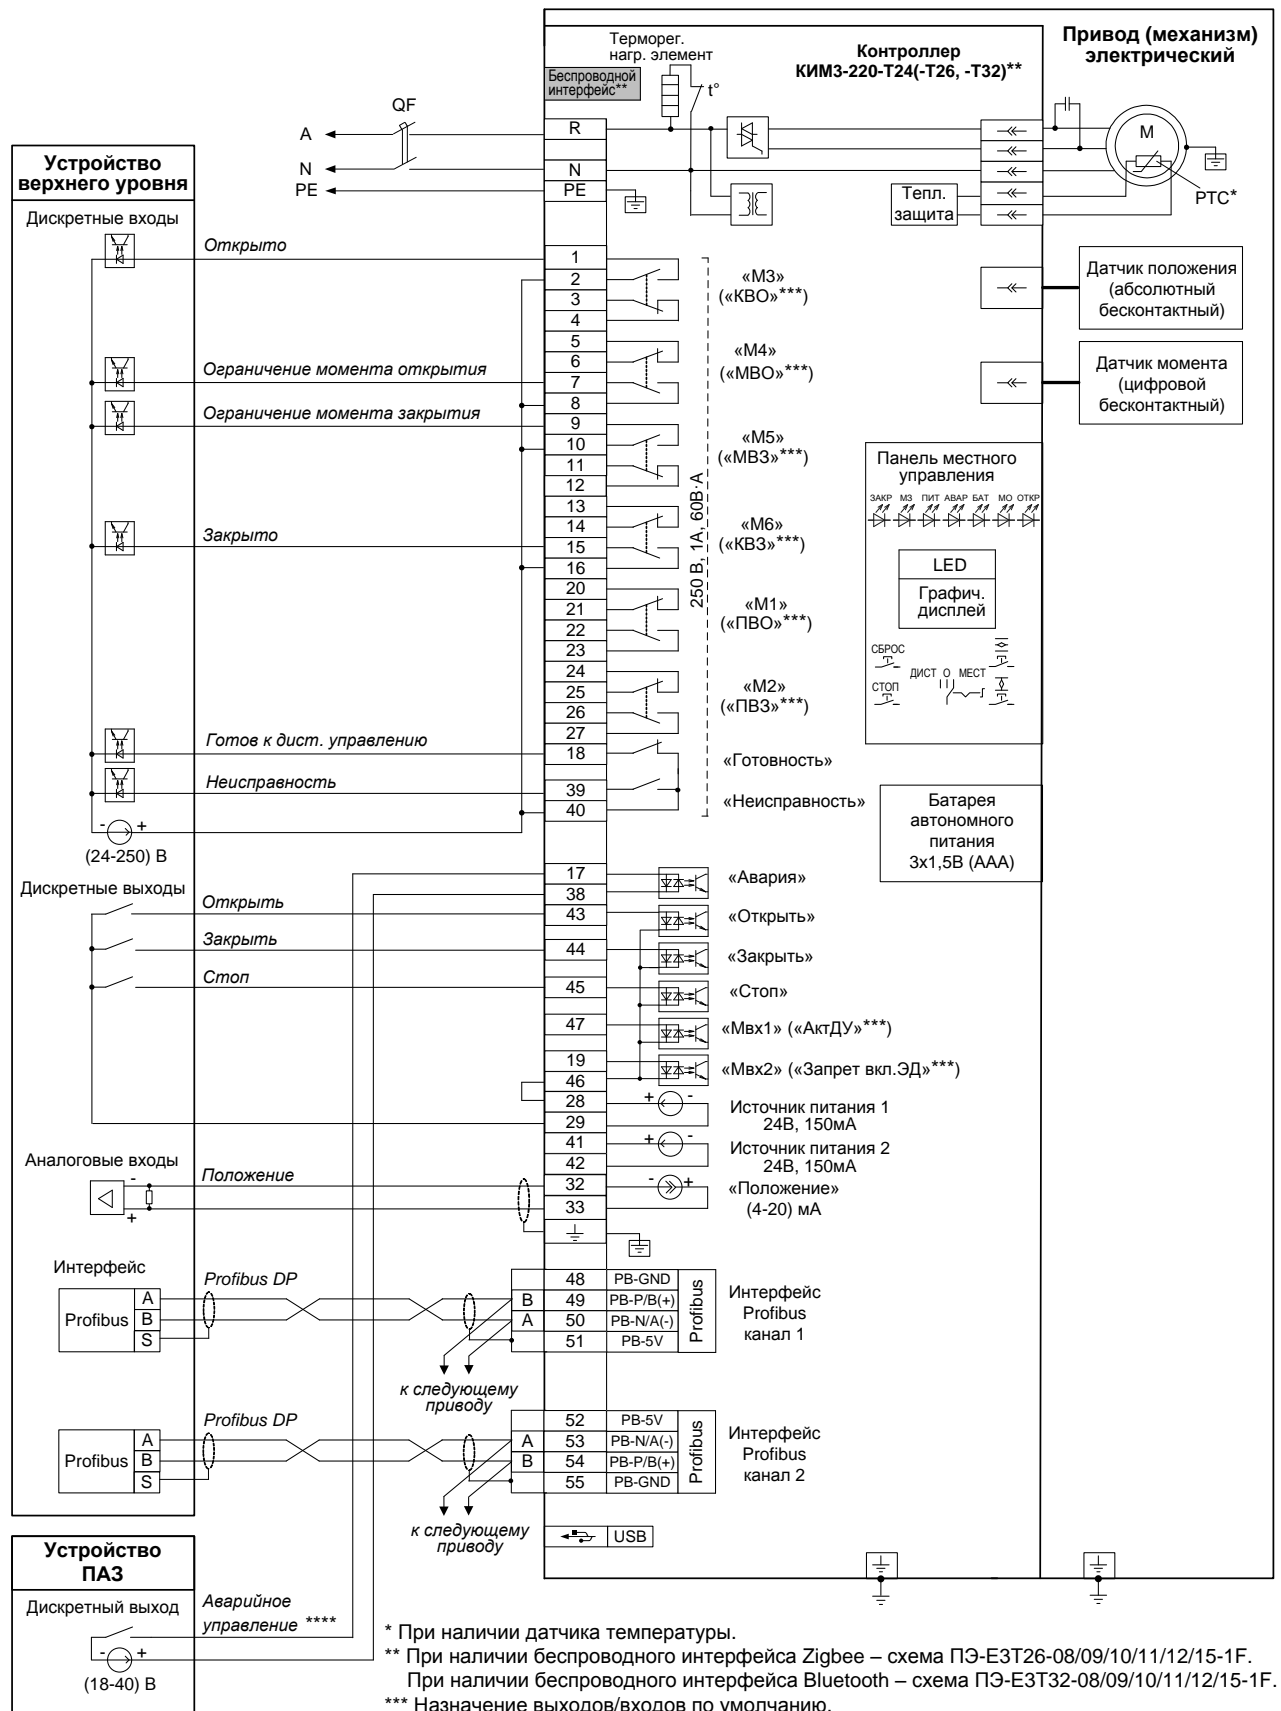 Привод (механизм)
электрический
Контроллер
КИМ3-220-Т24(-Т26, -Т32)**
Терморег.
нагр. элемент
Беспроводной
интерфейс**
t°
QF
A
N
PE
R
N
PE
M
PTC*
Тепл.
защита
Устройство
верхнего уровня
Дискретные входы
Открыто
1
2
3
4
«М3»
(«КВО»***)
Датчик положения
(абсолютный
бесконтактный)
5
6
7
8
Ограничение момента открытия
«М4»
(«МВО»***)
Датчик момента
(цифровой
бесконтактный)
Ограничение момента закрытия
9
10
11
12
«М5»
(«МВЗ»***)
250 В, 1А, 60В·А
Панель местного
управления
ЗАКР МЗ ПИТ АВАР БАТ МО ОТКР
13
14
15
16
Закрыто
«М6»
(«КВЗ»***)
LED
Графич.
дисплей
20
21
22
23
«М1»
(«ПВО»***)
СБРОС
СТОП
ДИСТ О МЕСТ
24
25
26
27
«М2»
(«ПВЗ»***)
Готов к дист. управлению
18
«Готовность»
Неисправность
39
40
«Неисправность»
Батарея
автономного
питания
3х1,5В (ААА)
- +
(24-250) В
Дискретные выходы
17
38
«Авария»
Открыть
43
«Открыть»
Закрыть
44
«Закрыть»
Стоп
45
«Стоп»
47
«Мвх1» («АктДУ»***)
19
46
«Мвх2» («Запрет вкл.ЭД»***)
28
29
+ -
Источник питания 1
24В, 150мА
41
42
+ -
Источник питания 2
24В, 150мА
Аналоговые входы
-
+
Положение
32
33
- +
«Положение»
(4-20) мА
Интерфейс
Profibus
A
B
S
Profibus DP
B
A
48 PB-GND
49 PB-P/B(+)
50 PB-N/A(-)
51 PB-5V
Profibus
Интерфейс
Profibus
канал 1
к следующему
приводу
Profibus
A
B
S
Profibus DP
A
B
52 PB-5V
53 PB-N/A(-)
54 PB-P/B(+)
55 PB-GND
Profibus
Интерфейс
Profibus
канал 2
к следующему
приводу
USB
Устройство
ПАЗ
Дискретный выход
Аварийное
управление ****
- +
(18-40) В
* При наличии датчика температуры.
** При наличии беспроводного интерфейса Zigbee – схема ПЭ-Е3Т26-08/09/10/11/12/15-1F.
При наличии беспроводного интерфейса Bluetooth – схема ПЭ-Е3Т32-08/09/10/11/12/15-1F.
*** Назначение выходов/входов по умолчанию.